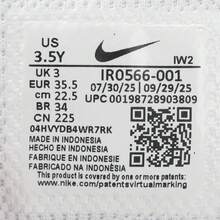 US
3.5Y
IW2
UK 3
EUR 35.5
cm 22.5
BR 34
CN 225
IR0566-001
07/30/25 | 09/29/25
UPC 00198728903809
04HVYDB4WR7RK
MADE IN INDONESIA
FABRIQUE EN INDONESIE
HECHO EN INDONESIA
FABRICADO NA INDONESIA
www.nike.com/patentsvirtualmarking